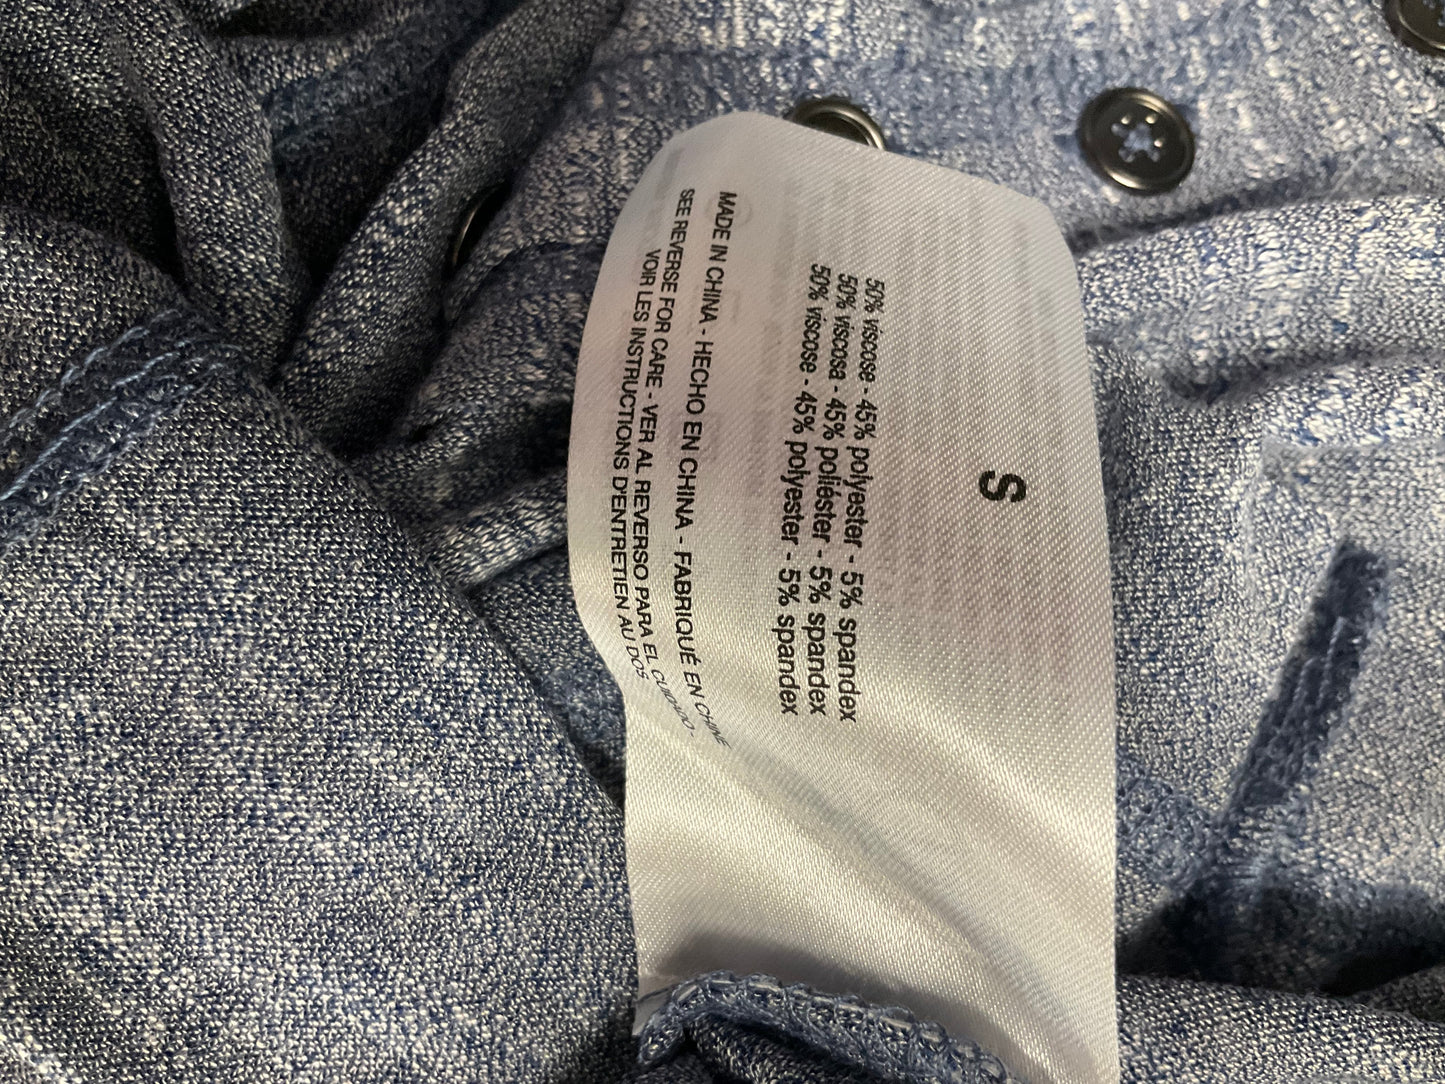 S
50% viscose - 45% polyester - 5% spandex
50% viscosa - 45% poliéster - 5% spandex
50% viscose - 45% polyester - 5% spandex
MADE IN CHINA - HECHO EN CHINA - FABRIQUÉ EN CHINE
SEE REVERSE FOR CARE - VER AL REVERSO PARA EL CUIDADO -
VOIR LES INSTRUCTIONS D'ENTRETIEN AU DOS